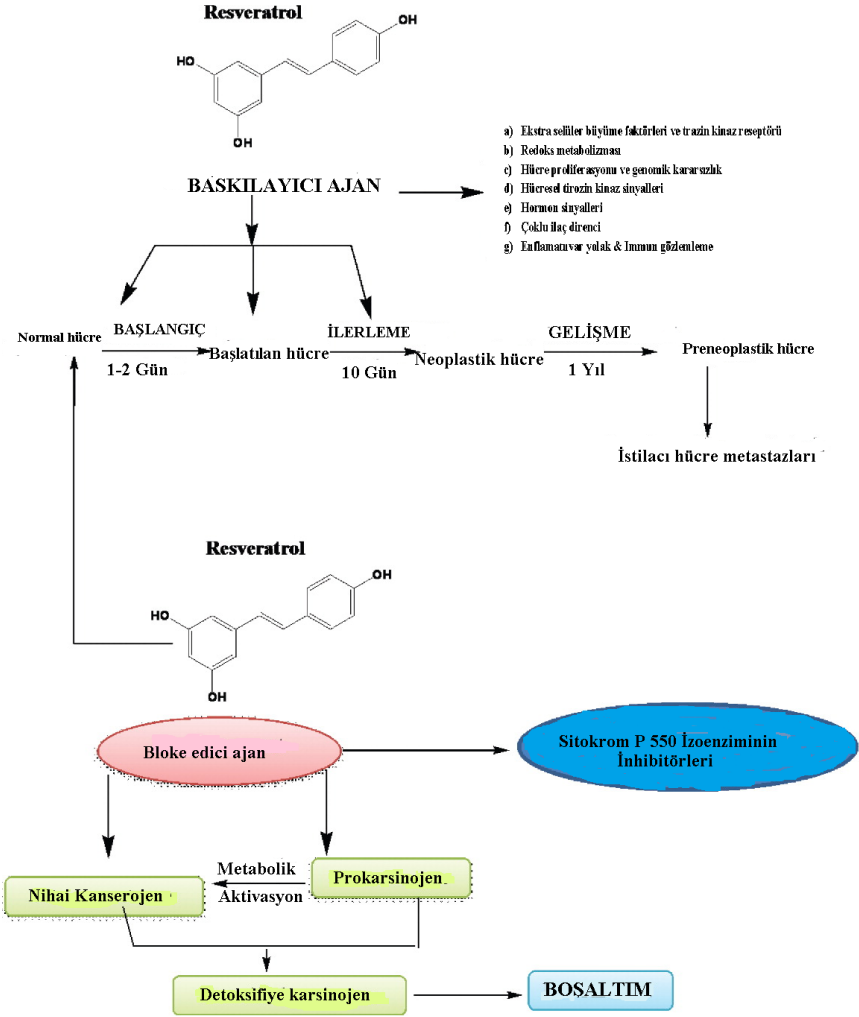 Resveratrol
OH
HO
OH
BASKILAYICI AJAN
a) Ekstra selüler büyüme faktörleri ve trazin kinaz reseptörü
b) Redoks metabolizması
c) Hücre proliferasyonu ve genomik kararsızlık
d) Hücresel tirozin kinaz sinyalleri
e) Hormon sinyalleri
f) Çoklu ilaç direnci
g) Enflamatuvar yolak & Immun gözlemleme
Normal hücre
BAŞLANGIÇ
1-2 Gün
Başlatılan hücre
İLERLEME
10 Gün
Neoplastik hücre
GELİŞME
1 Yıl
Preneoplastik hücre
İstilacı hücre metastazları
Resveratrol
OH
HO
OH
Bloke edici ajan
Sitokrom P 550 İzoenziminin
İnhibitörleri
Nihai Kanserojen
Metabolik
Aktivasyon
Prokarsinojen
Detoksifiye karsinojen
BOŞALTIM